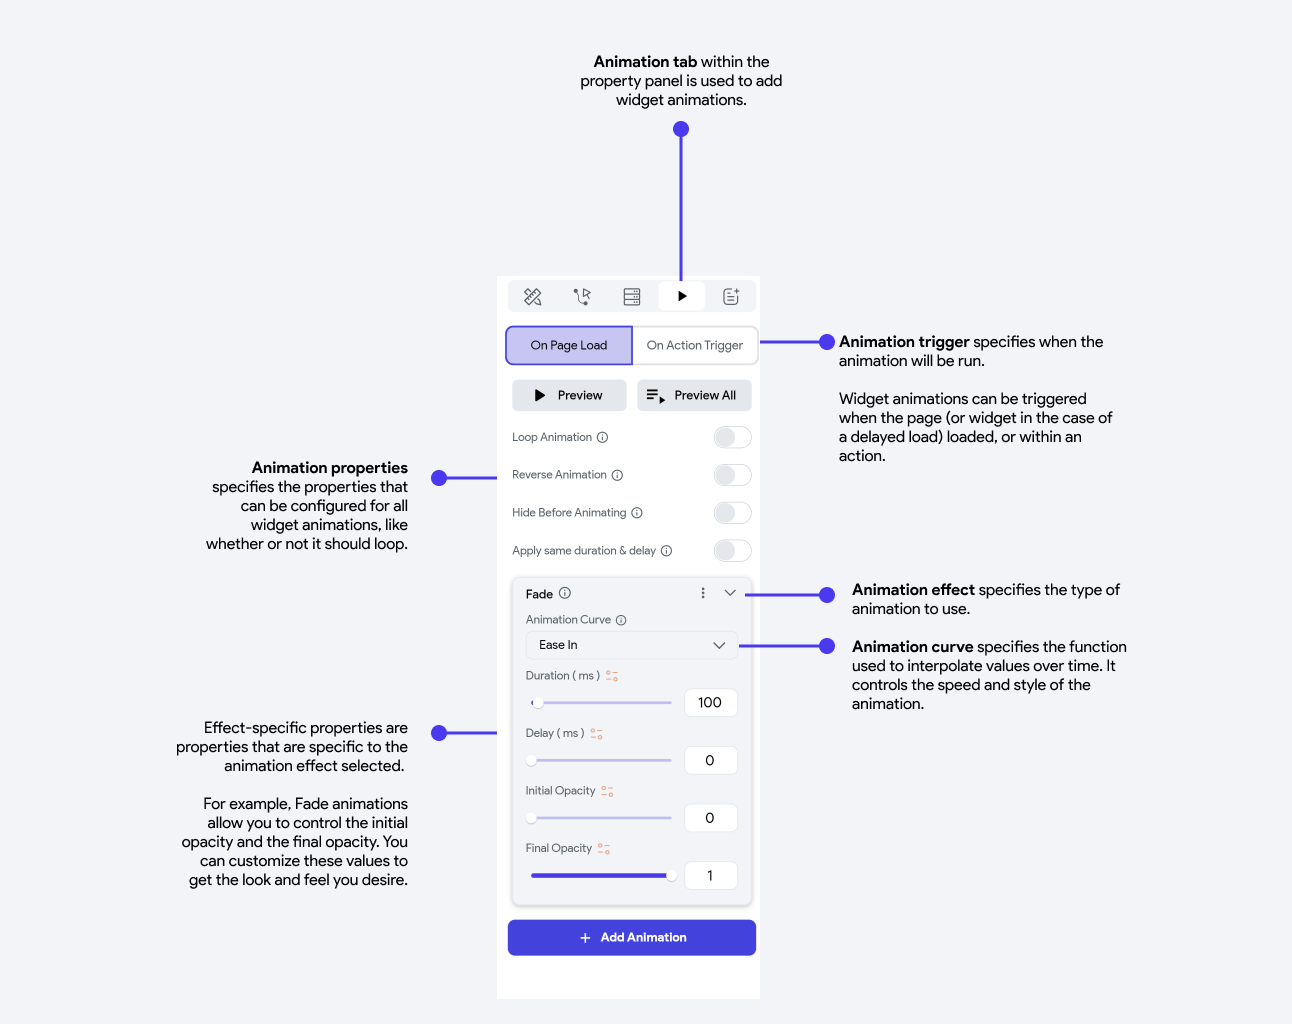 Animation tab within the
property panel is used to add
widget animations.
On Page Load
On Action Trigger
Preview
Preview All
Loop Animation
Reverse Animation
Hide Before Animating
Apply same duration & delay
Fade
Animation Curve
Ease In
Duration ( ms )
100
Delay ( ms )
0
Initial Opacity
0
Final Opacity
1
+ Add Animation
Animation trigger specifies when the
animation will be run.
Widget animations can be triggered
when the page (or widget in the case of
a delayed load) loaded, or within an
action.
Animation properties
specifies the properties that
can be configured for all
widget animations, like
whether or not it should loop.
Animation effect specifies the type of
animation to use.
Animation curve specifies the function
used to interpolate values over time. It
controls the speed and style of the
animation.
Effect-specific properties are
properties that are specific to the
animation effect selected.
For example, Fade animations
allow you to control the initial
opacity and the final opacity. You
can customize these values to
get the look and feel you desire.